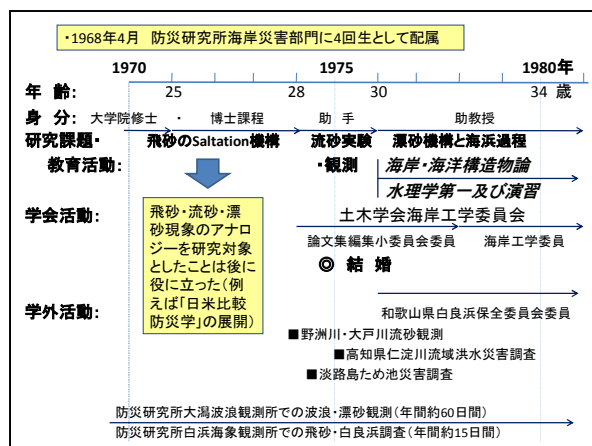 ・1968年4月 防災研究所海岸災害部門に4回生として配属
1970 1975 1980年
年 齢: 25 28 30 34 歳
身 分: 大学院修士 ・ 博士課程 助 手 助教授
研究課題・ 飛砂のSaltation機構 流砂実験 漂砂機構と海浜過程
教育活動: ・観測 海岸・海洋構造物論
水理学第一及び演習
飛砂・流砂・漂
砂現象のアナロ
ジーを研究対象
としたことは後に
役に立った(例
えば「日米比較
防災学」の展開)
学会活動: 土木学会海岸工学委員会
論文集編集小委員会委員 海岸工学委員
◎ 結 婚
学外活動: 和歌山県白良浜保全委員会委員
■野洲川・大戸川流砂観測
■高知県仁淀川流域洪水災害調査
■淡路島ため池災害調査
防災研究所大潟波浪観測所での波浪・漂砂観測(年間約60日間)
防災研究所白浜海象観測所での飛砂・白良浜調査(年間約15日間)